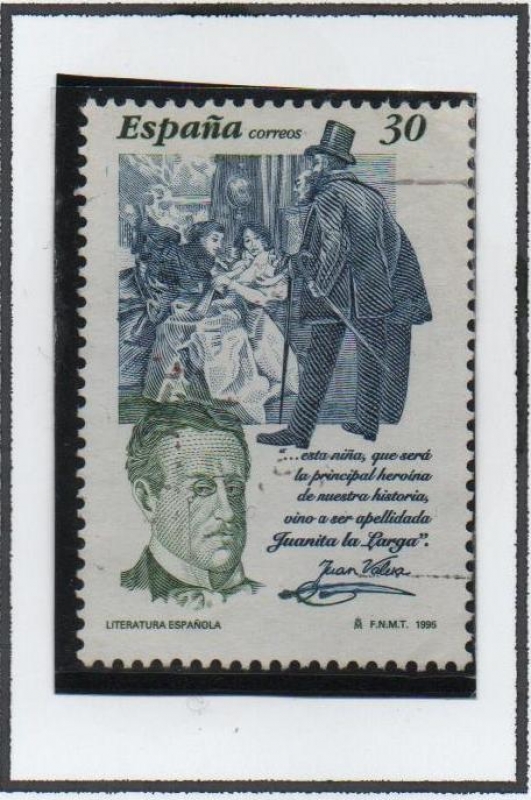 España correos 30
"...esta niña, que será
la principal heroína
de nuestra historia,
vino a ser apellidada
Juanita la Larga".
Juan Valera
LITERATURA ESPAÑOLA
F.N.M.T. 1995